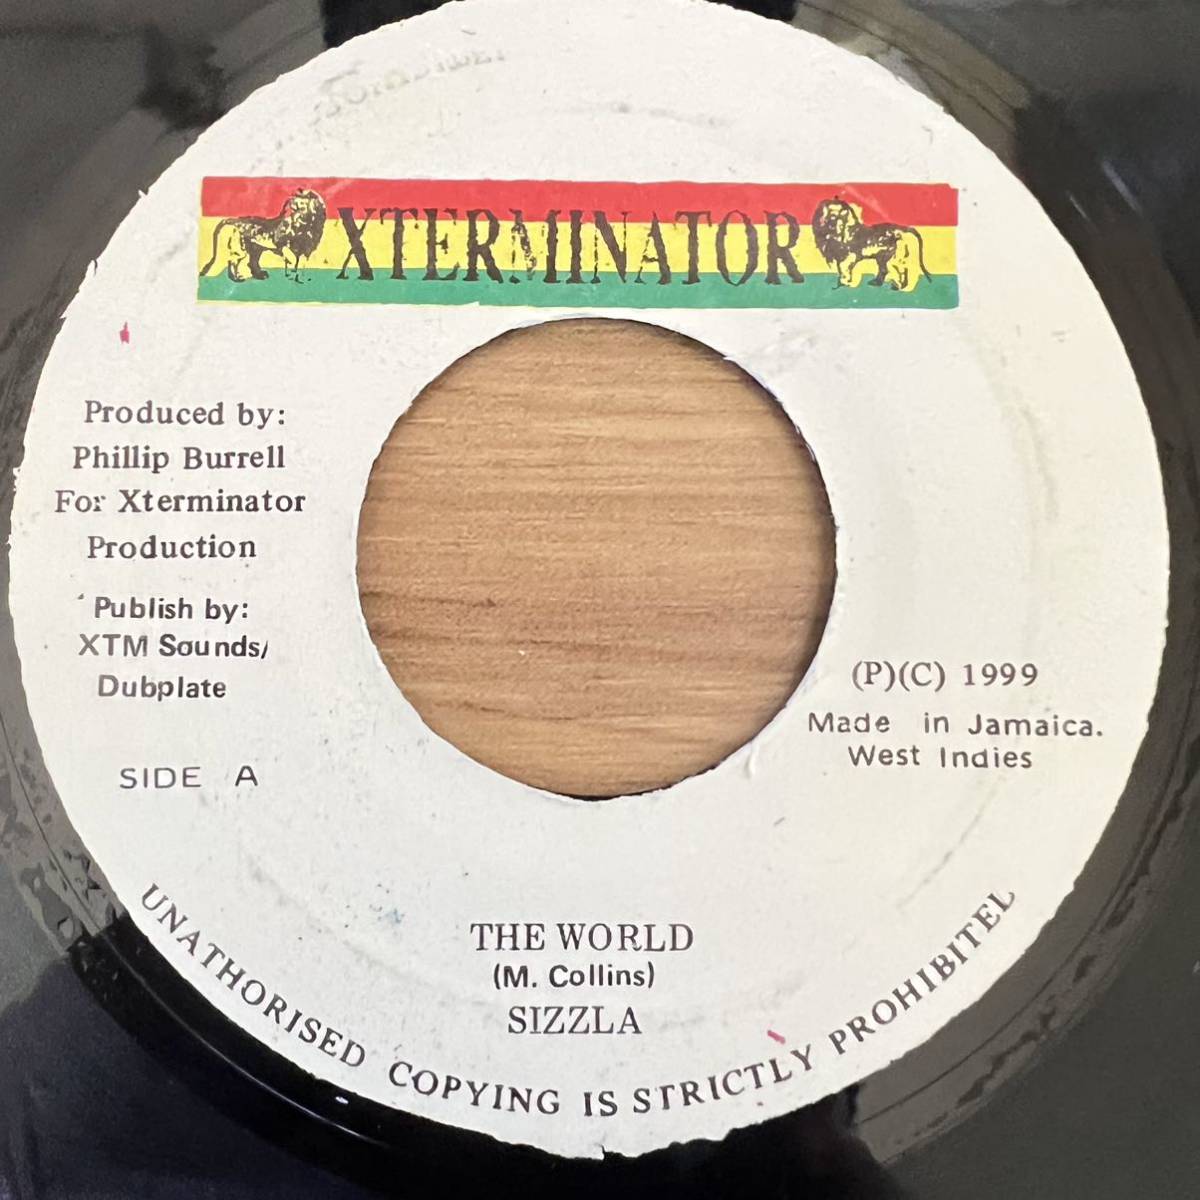 XTERMINATOR
Produced by:
Phillip Burrell
For Xterminator
Production
Publish by:
XTM Sounds/
Dubplate
SIDE A
(P)(C) 1999
Made in Jamaica.
West Indies
THE WORLD
(M. Collins)
SIZZLA
UNATHORISED COPYING IS STRICTLY PROHIBITEL